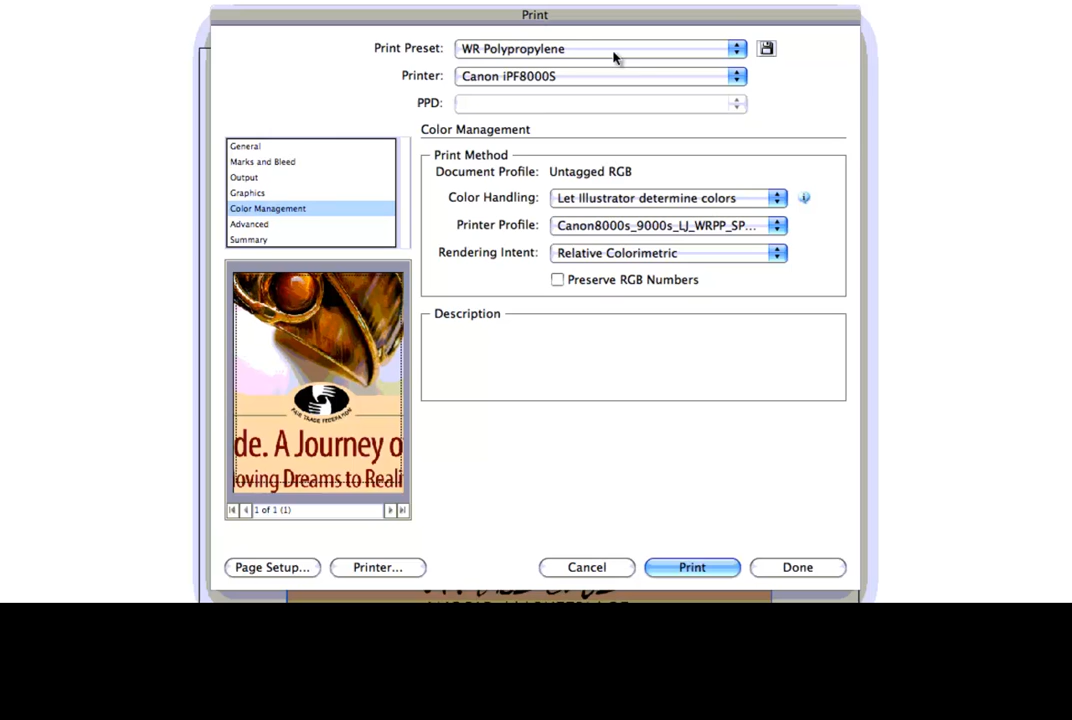 Print
Print Preset: WR Polypropylene
Printer: Canon iPF8000S
PPD:
Color Management
General
Marks and Bleed
Output
Graphics
Color Management
Advanced
Summary
Print Method
Document Profile: Untagged RGB
Color Handling: Let Illustrator determine colors
Printer Profile: Canon8000s_9000s_LJ_WRPP_SP...
Rendering Intent: Relative Colorimetric
Preserve RGB Numbers
Description
FAIR TRADE FEDERATION
de. A Journey o
oving Dreams to Reali
1 of 1 (1)
Page Setup... Printer... Cancel Print Done